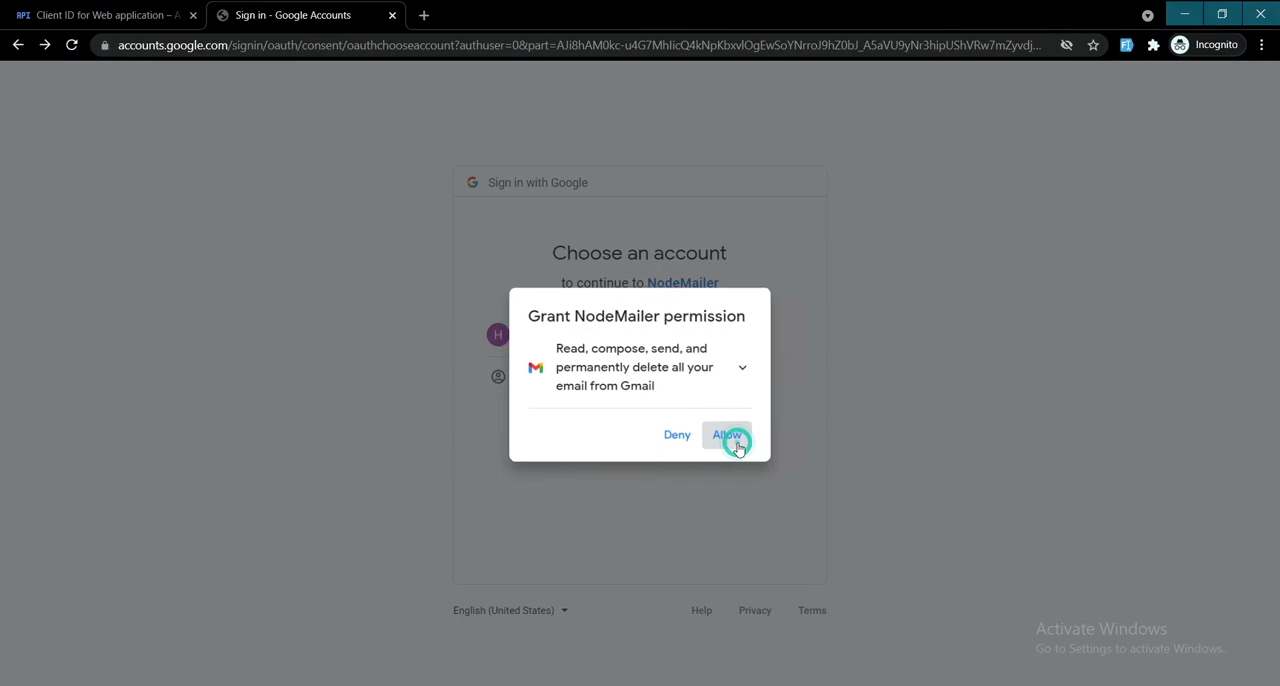 API Client ID for Web application – A
Sign in - Google Accounts
accounts.google.com/signin/oauth/consent/oauthchooseaccount?authuser=0&part=AJi8hAM0kc-u4G7MhlicQ4kNpKbxvlOgEwSoYNrroJ9hZ0bJ_A5aVU9yNr3hipUShVRw7mZyvdj...
Incognito
Sign in with Google
Choose an account
to continue to NodeMailer
H
Grant NodeMailer permission
Read, compose, send, and
permanently delete all your
email from Gmail
Deny Allow
English (United States) Help Privacy Terms
Activate Windows
Go to Settings to activate Windows.